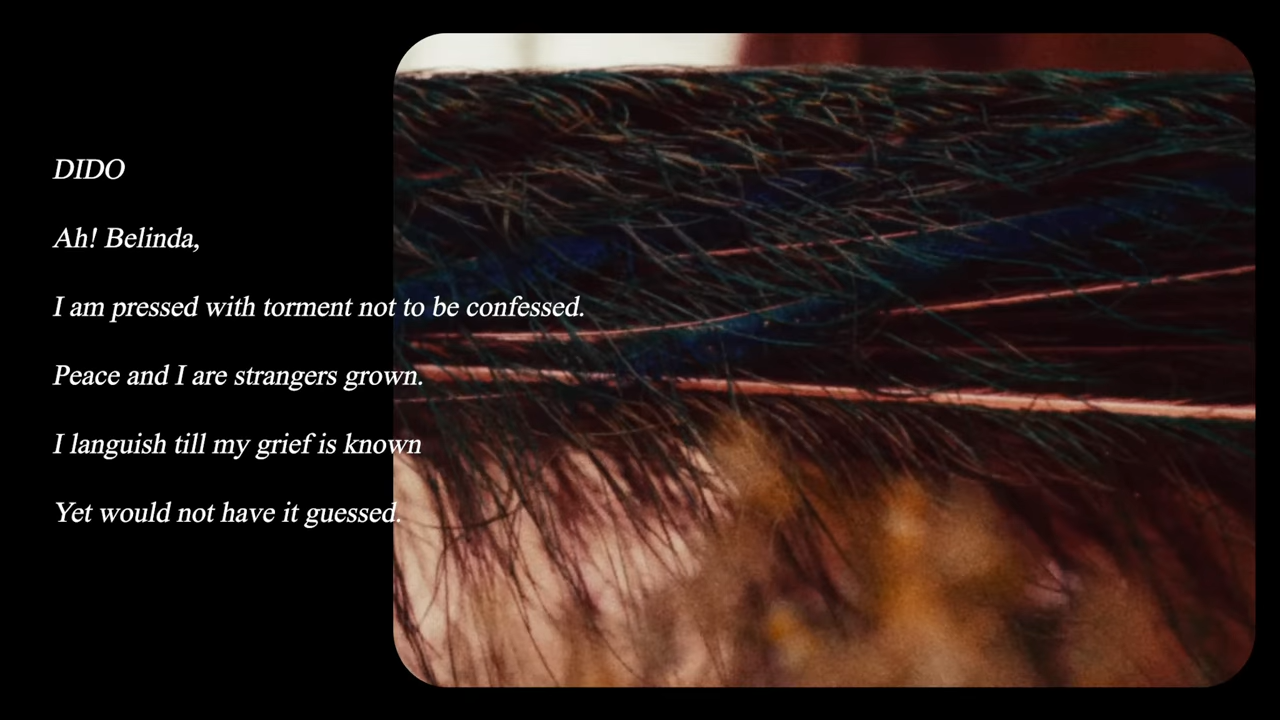 DIDO
Ah! Belinda,
I am pressed with torment not to be confessed.
Peace and I are strangers grown.
I languish till my grief is known
Yet would not have it guessed.